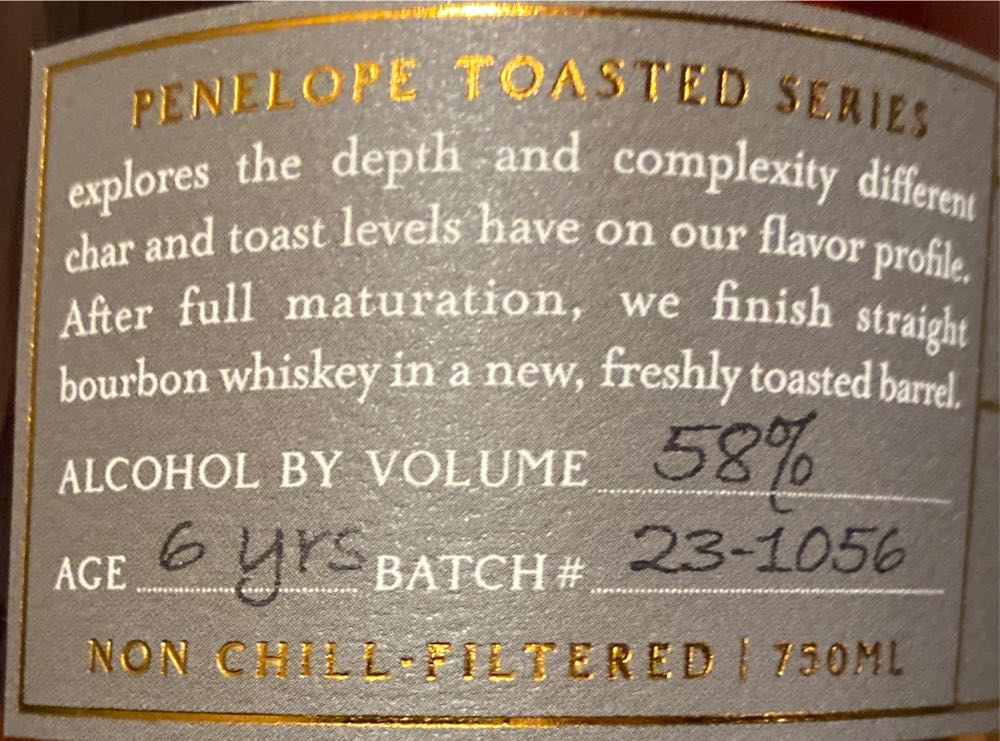 PENELOPE TOASTED SERIES
explores the depth and complexity different
char and toast levels have on our flavor profile.
After full maturation, we finish straight
bourbon whiskey in a new, freshly toasted barrel.
ALCOHOL BY VOLUME 58%
AGE 6 yrs BATCH # 23-1056
NON CHILL-FILTERED | 750ML